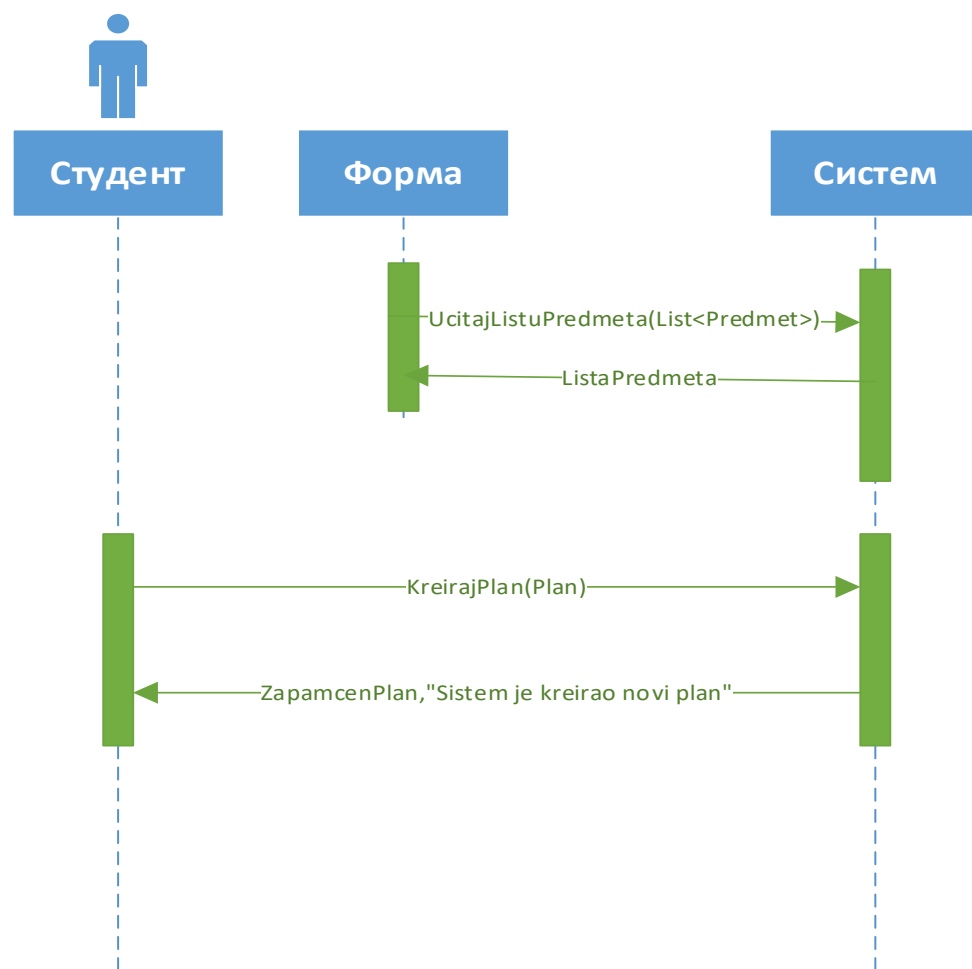 Студент
Форма
Систем
UcitajListuPredmeta(List<Predmet>)
ListaPredmeta
KreirajPlan(Plan)
ZapamcenPlan,"Sistem je kreirao novi plan"